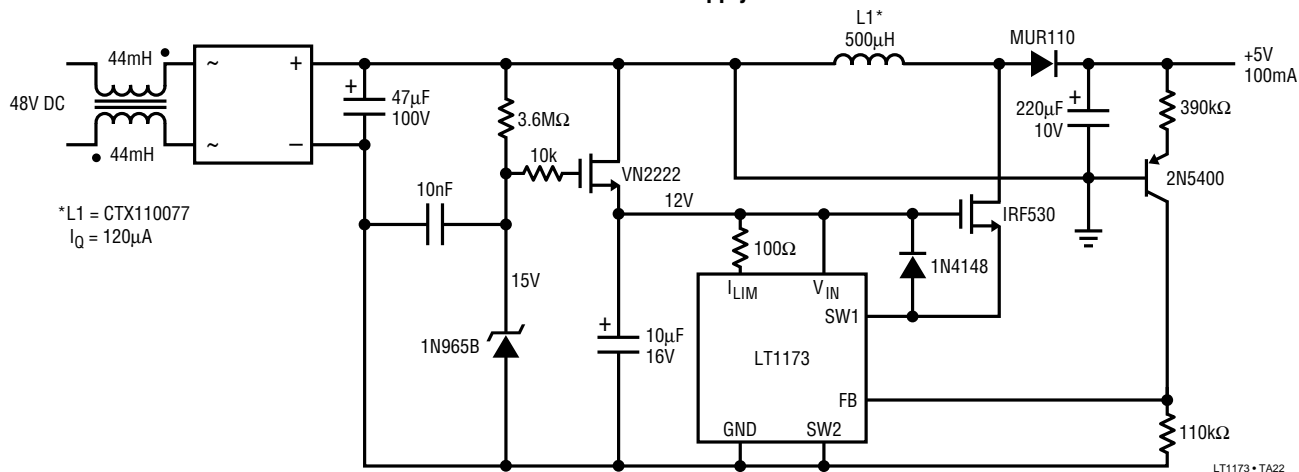 L1*
500μH
MUR110
+5V
100mA
44mH
48V DC
44mH
~
+
~
–
+
47μF
100V
3.6MΩ
10k
VN2222
10nF
12V
220μF
10V
+
390kΩ
2N5400
IRF530
*L1 = CTX110077
IQ = 120μA
100Ω
1N4148
15V
ILIM
VIN
SW1
1N965B
+
10μF
16V
LT1173
FB
GND
SW2
110kΩ
LT1173 • TA22